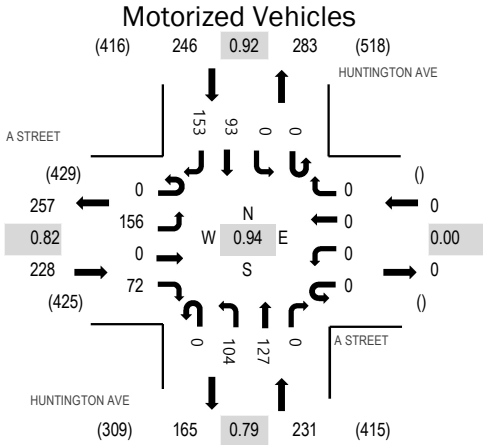 Motorized Vehicles
(416) 246 0.92 283 (518)
HUNTINGTON AVE
153 93 0 0
A STREET
(429) 0 0 ()
257 156 0 0
N
0.82 0 W 0.94 E 0 0.00
S
228 72 0 0
(425) ()
0 104 127 0
A STREET
HUNTINGTON AVE
(309) 165 0.79 231 (415)